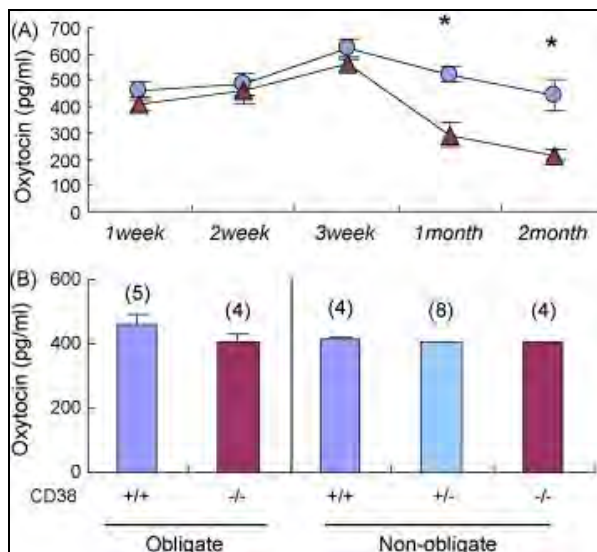 (A)
Oxytocin (pg/ml)
700
600
500
400
300
200
100
0
* *
1week 2week 3week 1month 2month
(B)
Oxytocin (pg/ml)
600
400
200
0
(5) (4) (4) (8) (4)
CD38 +/+ -/- +/+ +/- -/-
Obligate Non-obligate